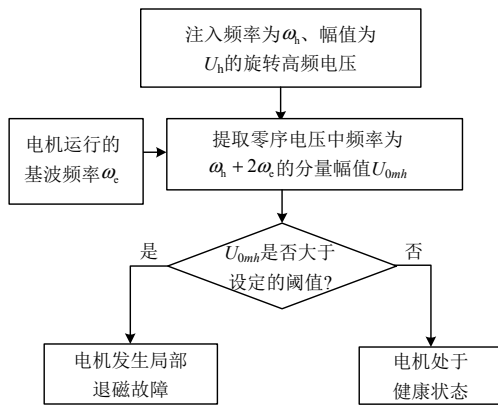 注入频率为ωh、幅值为
Uh的旋转高频电压
电机运行的
基波频率ωe
提取零序电压中频率为
ωh + 2ωe的分量幅值U0mh
是
U0mh是否大于
设定的阈值?
否
电机发生局部
退磁故障
电机处于
健康状态